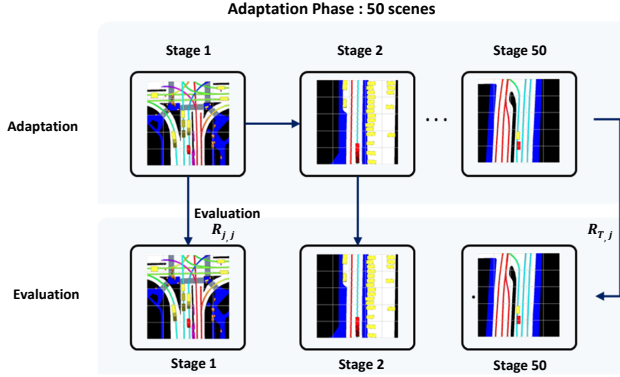 Adaptation Phase : 50 scenes
Stage 1
Stage 2
Stage 50
Adaptation
...
Evaluation
R_{j,j}
R_{T,j}
Evaluation
Stage 1
Stage 2
Stage 50